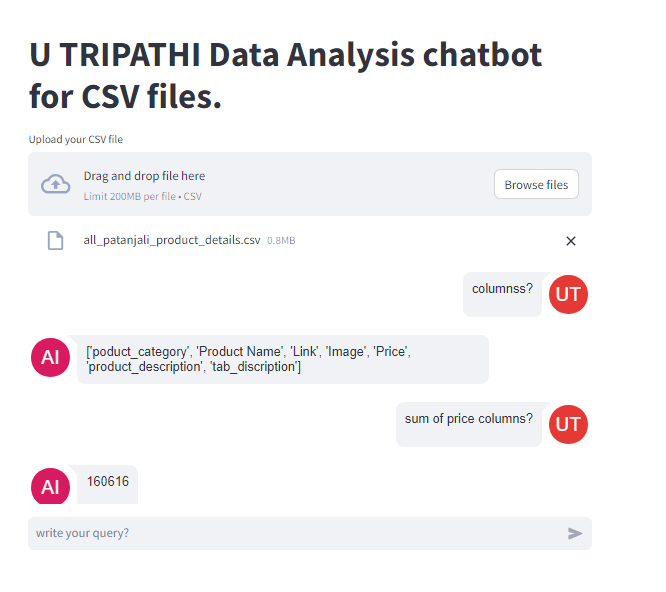 U TRIPATHI Data Analysis chatbot
for CSV files.
Upload your CSV file
Drag and drop file here
Limit 200MB per file • CSV
Browse files
all_patanjali_product_details.csv 0.8MB
columnss?
UT
AI
['poduct_category', 'Product Name', 'Link', 'Image', 'Price',
'product_description', 'tab_discription']
sum of price columns?
UT
AI
160616
write your query?